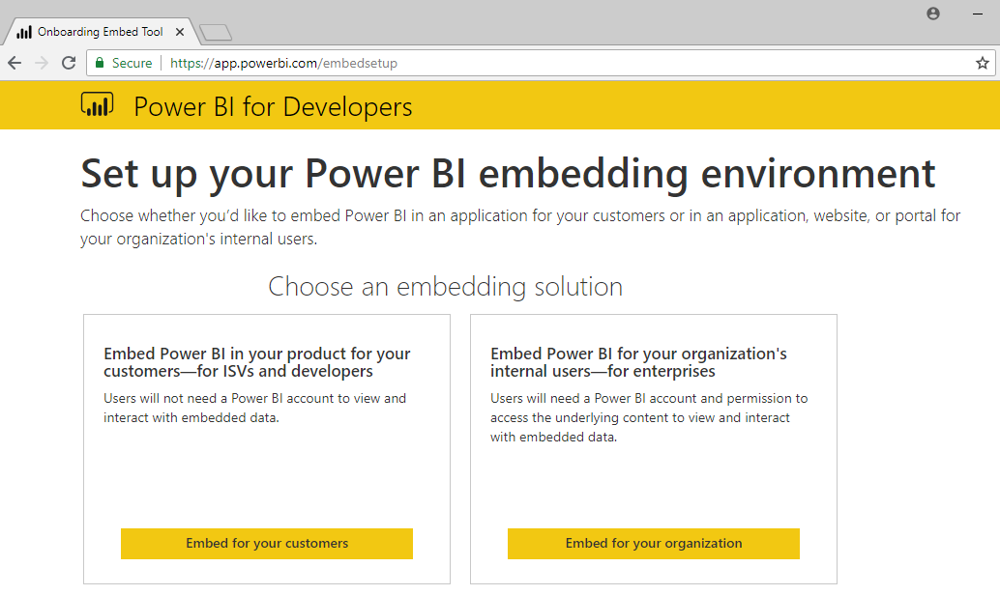 Onboarding Embed Tool
Secure
https://app.powerbi.com/embedsetup
Power BI for Developers
Set up your Power BI embedding environment
Choose whether you'd like to embed Power BI in an application for your customers or in an application, website, or portal for
your organization's internal users.
Choose an embedding solution
Embed Power BI in your product for your
customers—for ISVs and developers
Users will not need a Power BI account to view and
interact with embedded data.
Embed for your customers
Embed Power BI for your organization's
internal users—for enterprises
Users will need a Power BI account and permission to
access the underlying content to view and interact
with embedded data.
Embed for your organization